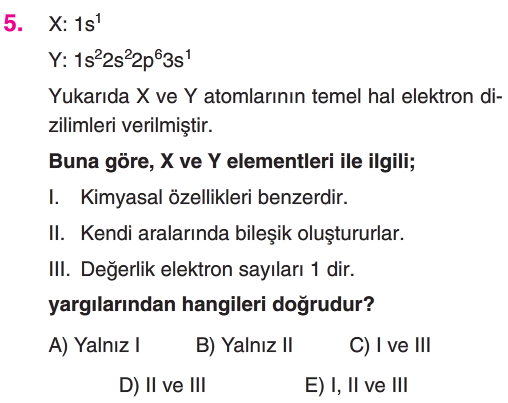 5. X: 1s¹
Y: 1s²2s²2p⁶3s¹
Yukarıda X ve Y atomlarının temel hal elektron di-
zilimleri verilmiştir.
Buna göre, X ve Y elementleri ile ilgili;
I. Kimyasal özellikleri benzerdir.
II. Kendi aralarında bileşik oluştururlar.
III. Değerlik elektron sayıları 1 dir.
yargılarından hangileri doğrudur?
A) Yalnız I B) Yalnız II C) I ve III
D) II ve III E) I, II ve III